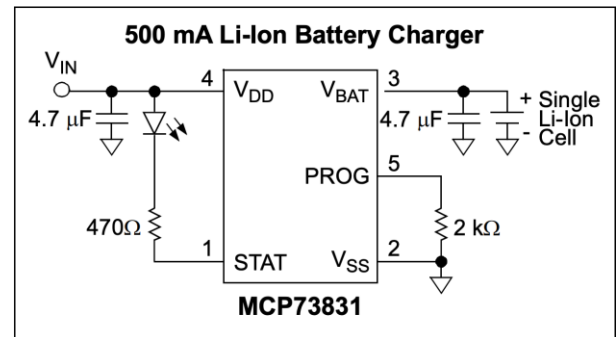 500 mA Li-Ion Battery Charger
VIN
4
VDD
VBAT
3
4.7 μF
4.7 μF
+ Single
Li-Ion
- Cell
PROG
5
470Ω
2 kΩ
1
STAT
VSS
2
MCP73831